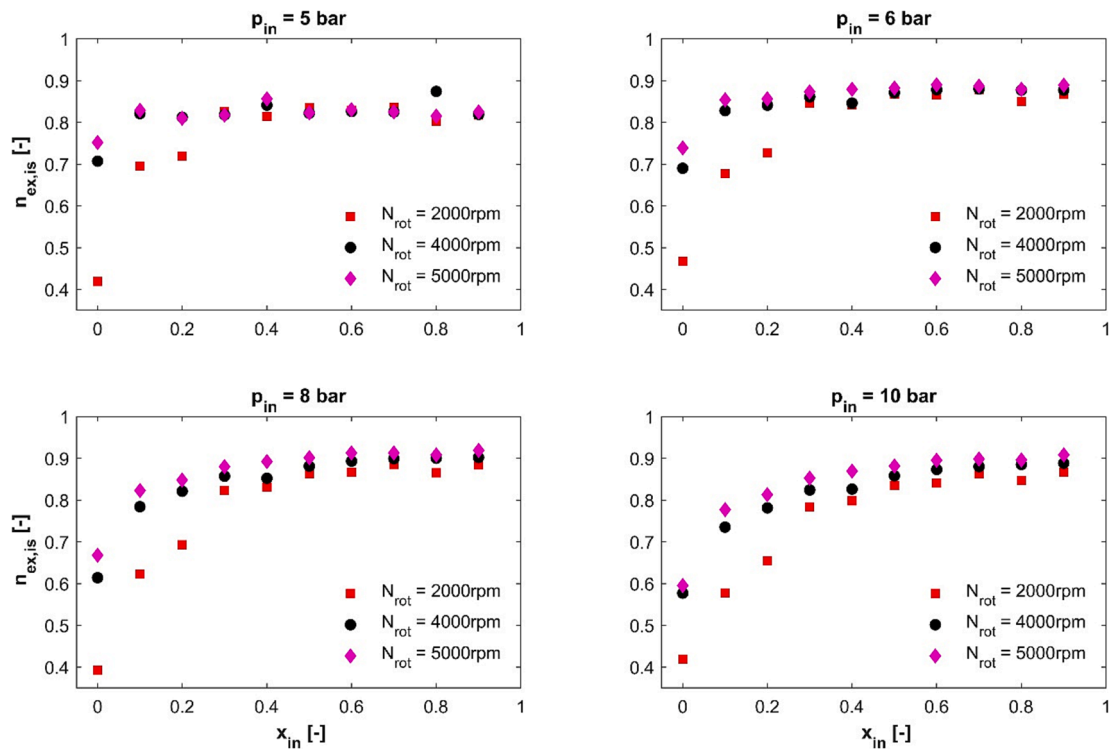 p_in = 5 bar
1
0.9
0.8
0.7
0.6
0.5
0.4
n_ex,is [-]
N_rot = 2000rpm
N_rot = 4000rpm
N_rot = 5000rpm
0 0.2 0.4 0.6 0.8 1
p_in = 6 bar
1
0.9
0.8
0.7
0.6
0.5
0.4
N_rot = 2000rpm
N_rot = 4000rpm
N_rot = 5000rpm
0 0.2 0.4 0.6 0.8 1
p_in = 8 bar
1
0.9
0.8
0.7
0.6
0.5
0.4
n_ex,is [-]
N_rot = 2000rpm
N_rot = 4000rpm
N_rot = 5000rpm
0 0.2 0.4 0.6 0.8 1
x_in [-]
p_in = 10 bar
1
0.9
0.8
0.7
0.6
0.5
0.4
N_rot = 2000rpm
N_rot = 4000rpm
N_rot = 5000rpm
0 0.2 0.4 0.6 0.8 1
x_in [-]